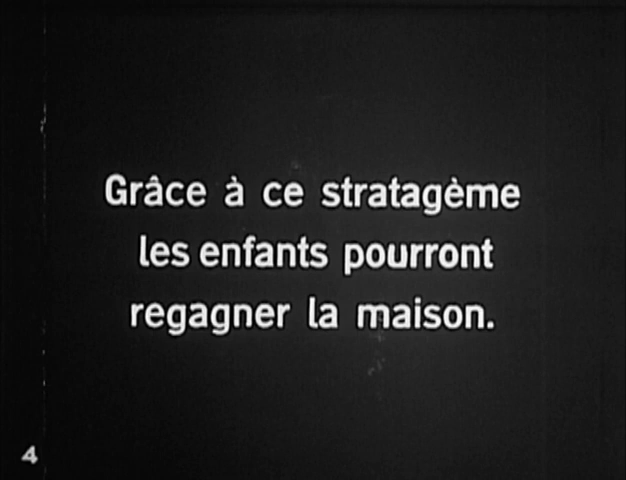 Grâce à ce stratagème
les enfants pourront
regagner la maison.
4